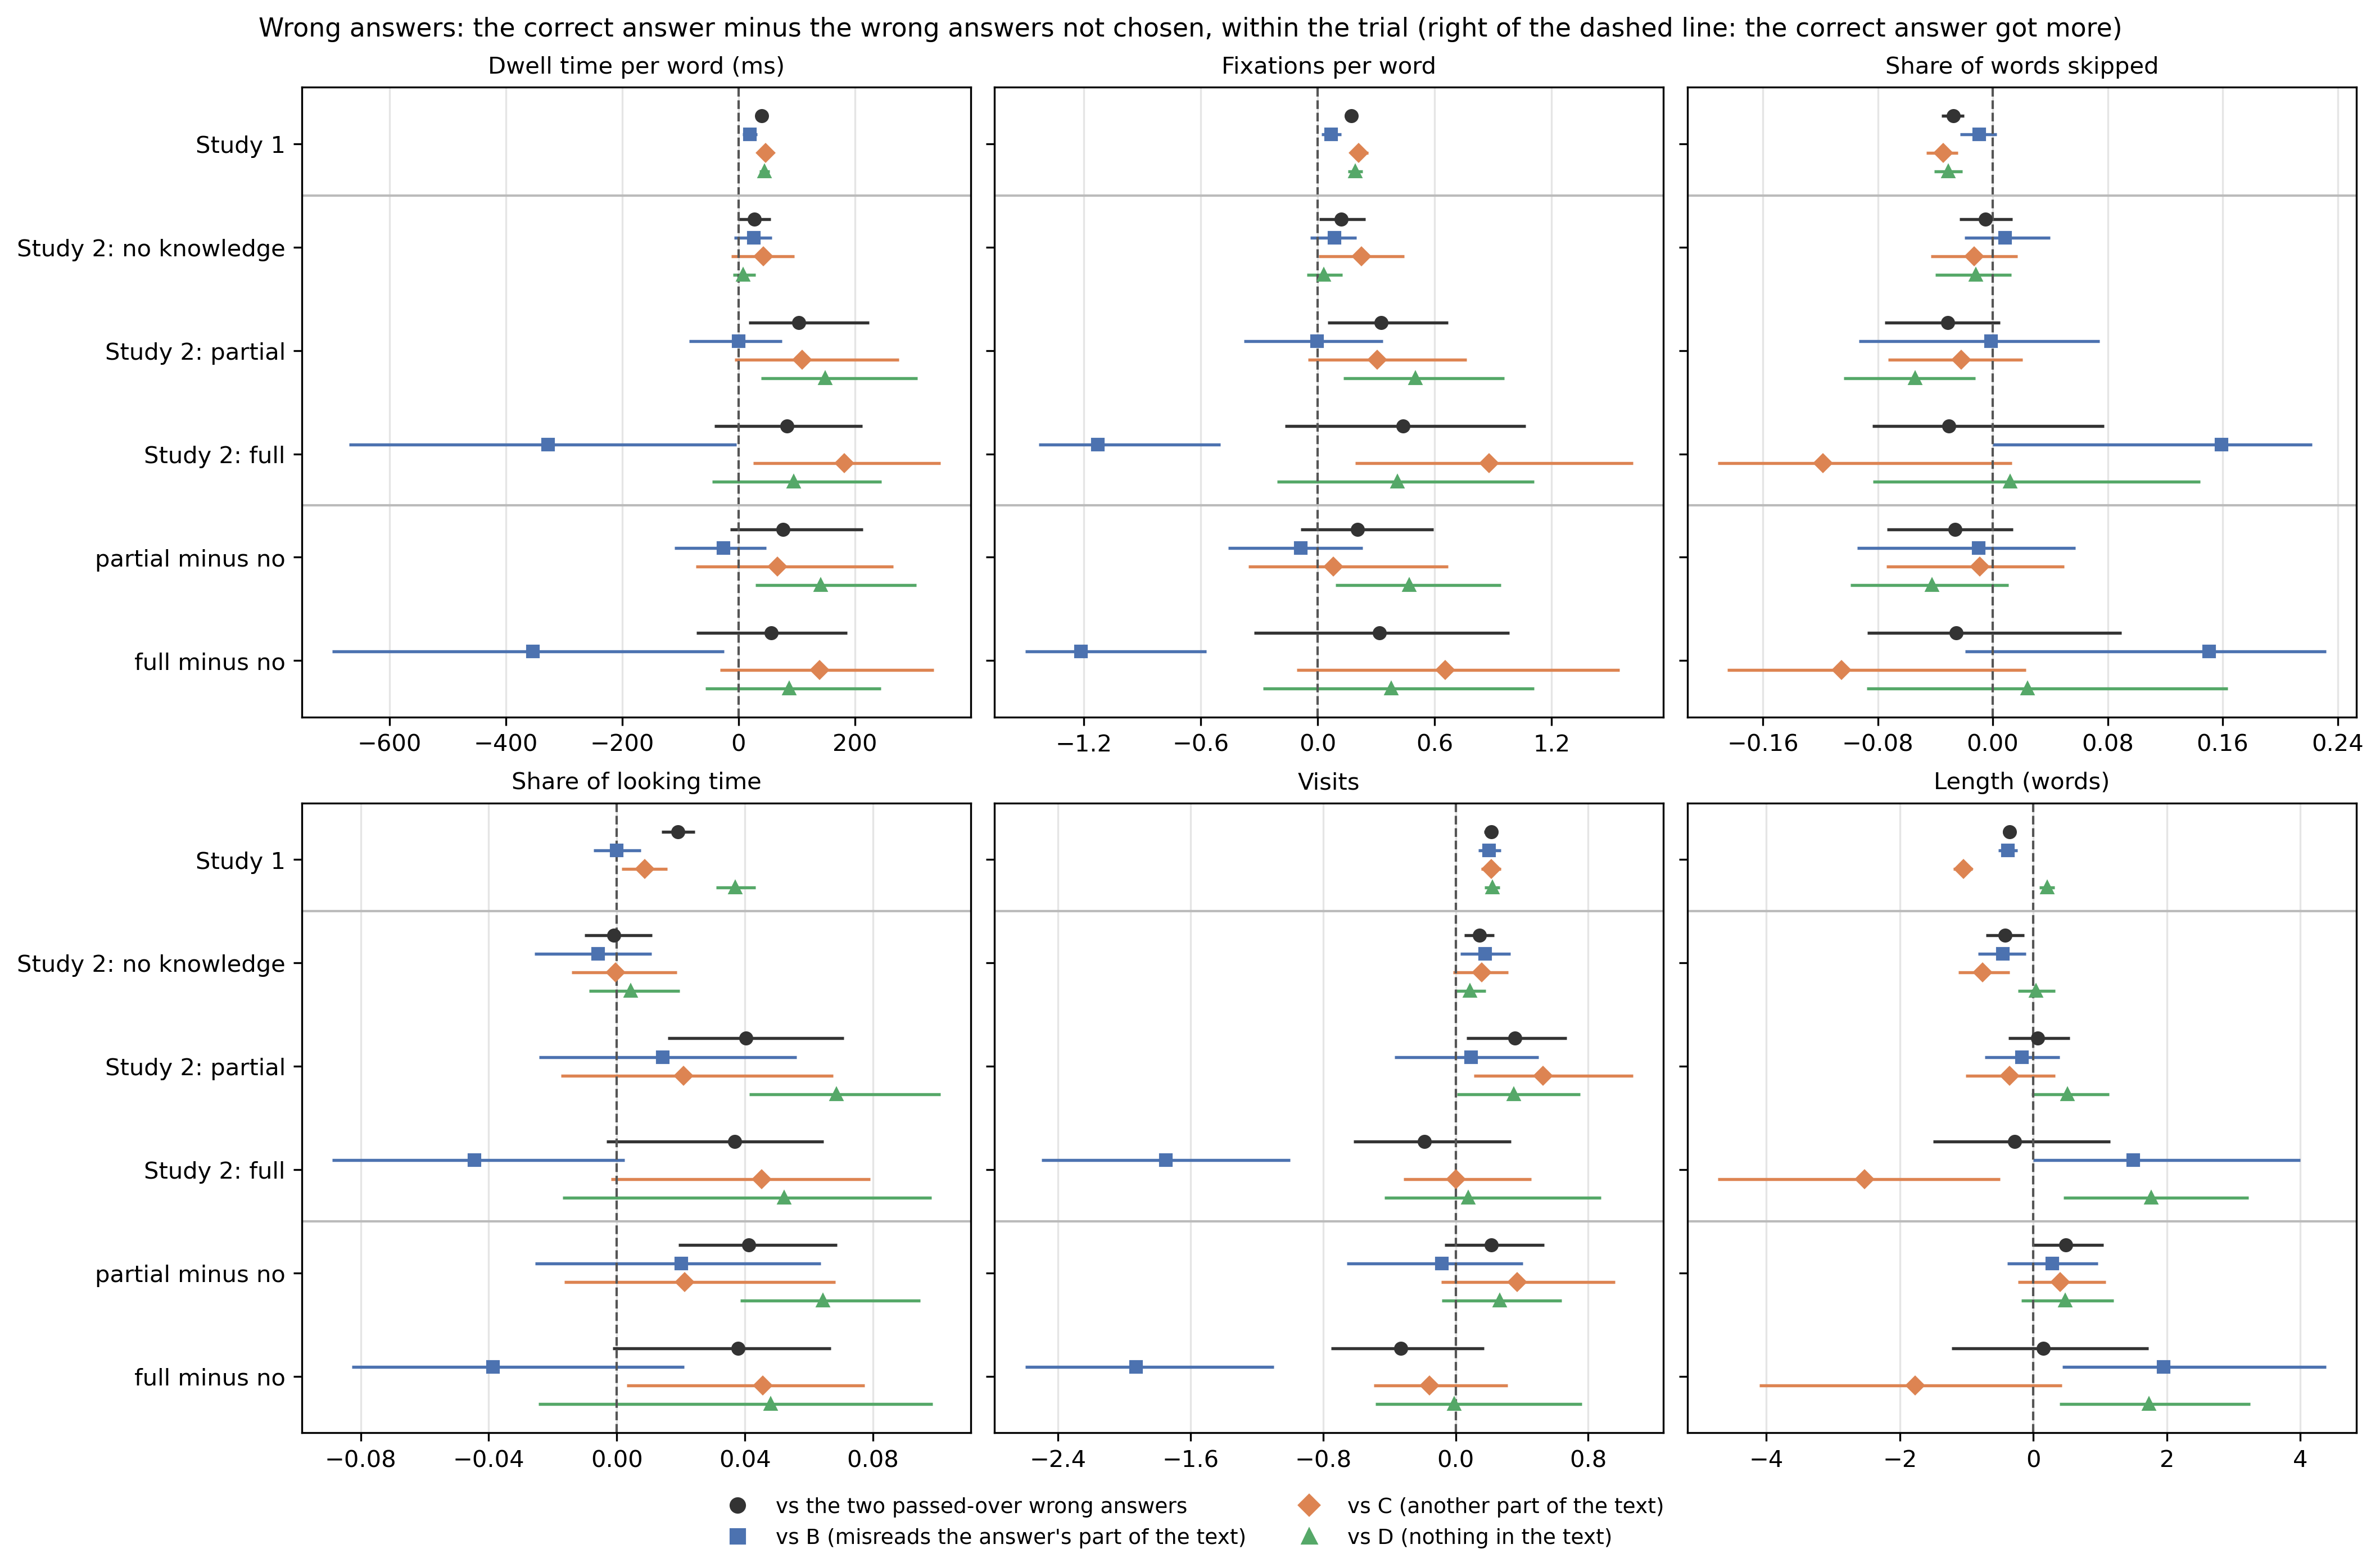 Wrong answers: the correct answer minus the wrong answers not chosen, within the trial (right of the dashed line: the correct answer got more)
Dwell time per word (ms)
Fixations per word
Share of words skipped
Study 1
Study 2: no knowledge
Study 2: partial
Study 2: full
partial minus no
full minus no
−600 −400 −200 0 200
−1.2 −0.6 0.0 0.6 1.2
−0.16 −0.08 0.00 0.08 0.16 0.24
Share of looking time
Visits
Length (words)
Study 1
Study 2: no knowledge
Study 2: partial
Study 2: full
partial minus no
full minus no
−0.08 −0.04 0.00 0.04 0.08
−2.4 −1.6 −0.8 0.0 0.8
−4 −2 0 2 4
vs the two passed-over wrong answers
vs B (misreads the answer's part of the text)
vs C (another part of the text)
vs D (nothing in the text)